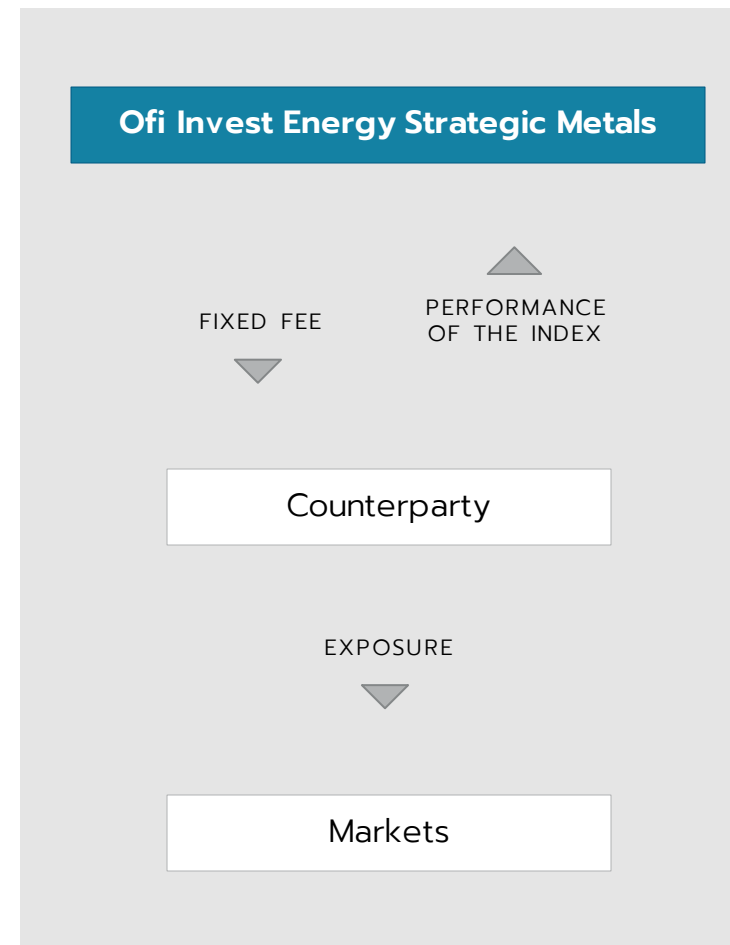 Ofi Invest Energy Strategic Metals
FIXED FEE
PERFORMANCE
OF THE INDEX
Counterparty
EXPOSURE
Markets